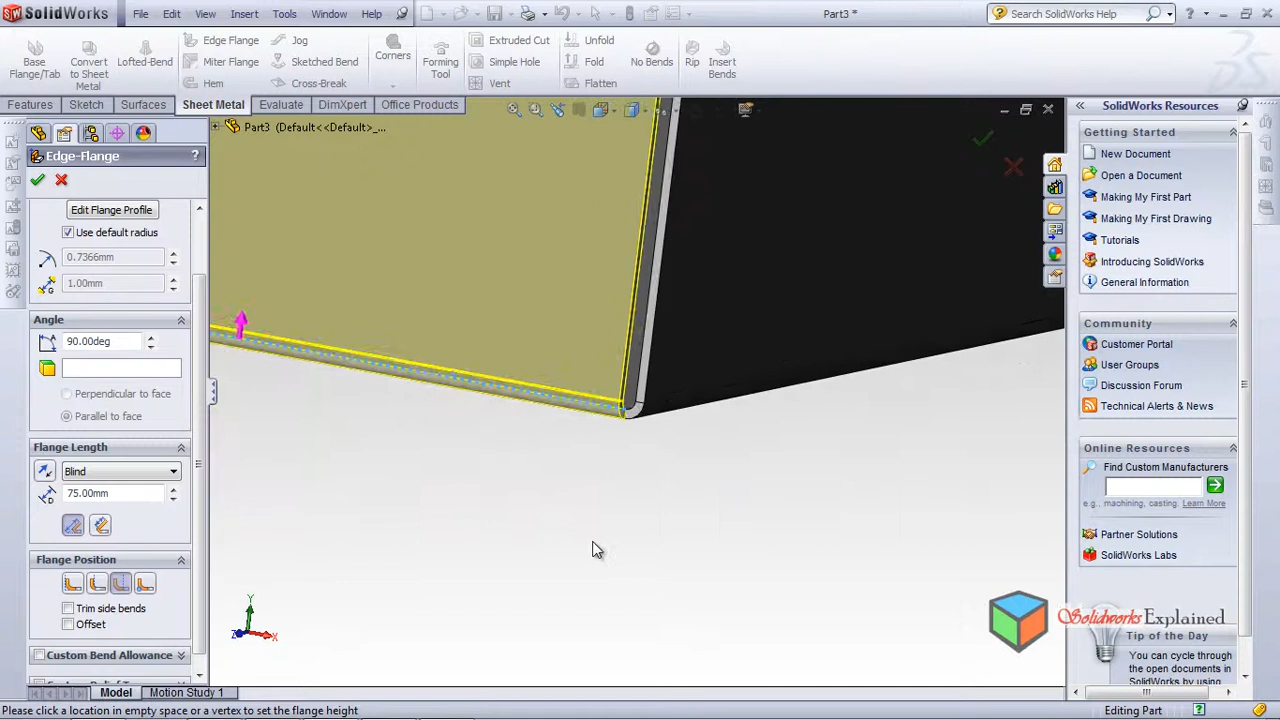 SolidWorks
File Edit View Insert Tools Window Help
Part3 *
Search SolidWorks Help
Base Flange/Tab
Convert to Sheet Metal
Lofted-Bend
Edge Flange
Miter Flange
Hem
Jog
Sketched Bend
Cross-Break
Corners
Forming Tool
Extruded Cut
Simple Hole
Vent
Unfold
Fold
Flatten
No Bends
Rip
Insert Bends
Features Sketch Surfaces Sheet Metal Evaluate DimXpert Office Products
Part3 (Default<<Default>_...
Edge-Flange
?
Edit Flange Profile
Use default radius
0.7366mm
1.00mm
Angle
90.00deg
Perpendicular to face
Parallel to face
Flange Length
Blind
75.00mm
Flange Position
Trim side bends
Offset
Custom Bend Allowance
Y
Z X
SolidWorks Resources
Getting Started
New Document
Open a Document
Making My First Part
Making My First Drawing
Tutorials
Introducing SolidWorks
General Information
Community
Customer Portal
User Groups
Discussion Forum
Technical Alerts & News
Online Resources
Find Custom Manufacturers
e.g., machining, casting. Learn More
Partner Solutions
SolidWorks Labs
Solidworks Explained
Tip of the Day
You can cycle through
the open documents in
SolidWorks by using
Model Motion Study 1
Please click a location in empty space or a vertex to set the flange height
Editing Part